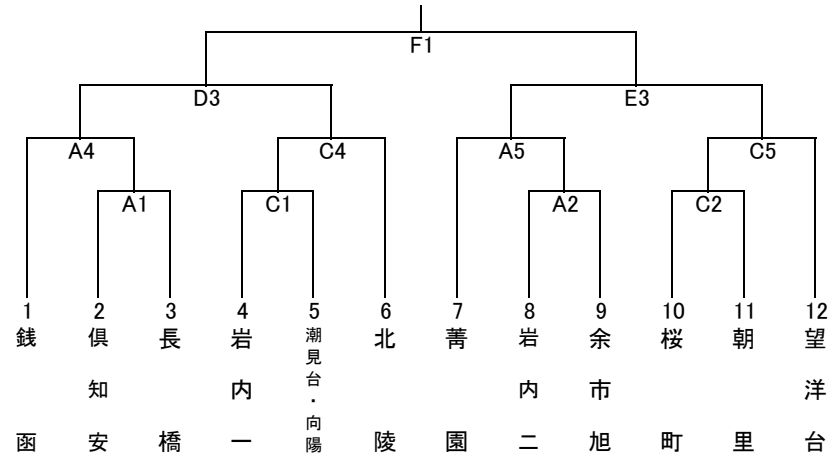 F1
D3 E3
A4 C4 A5 C5
A1 C1 A2 C2
1 2 3 4 5 6 7 8 9 10 11 12
銭函 倶知安 長橋 岩内一 潮見台・向陽 北陵 菁園 岩内二 余市旭 桜町 朝里 望洋台